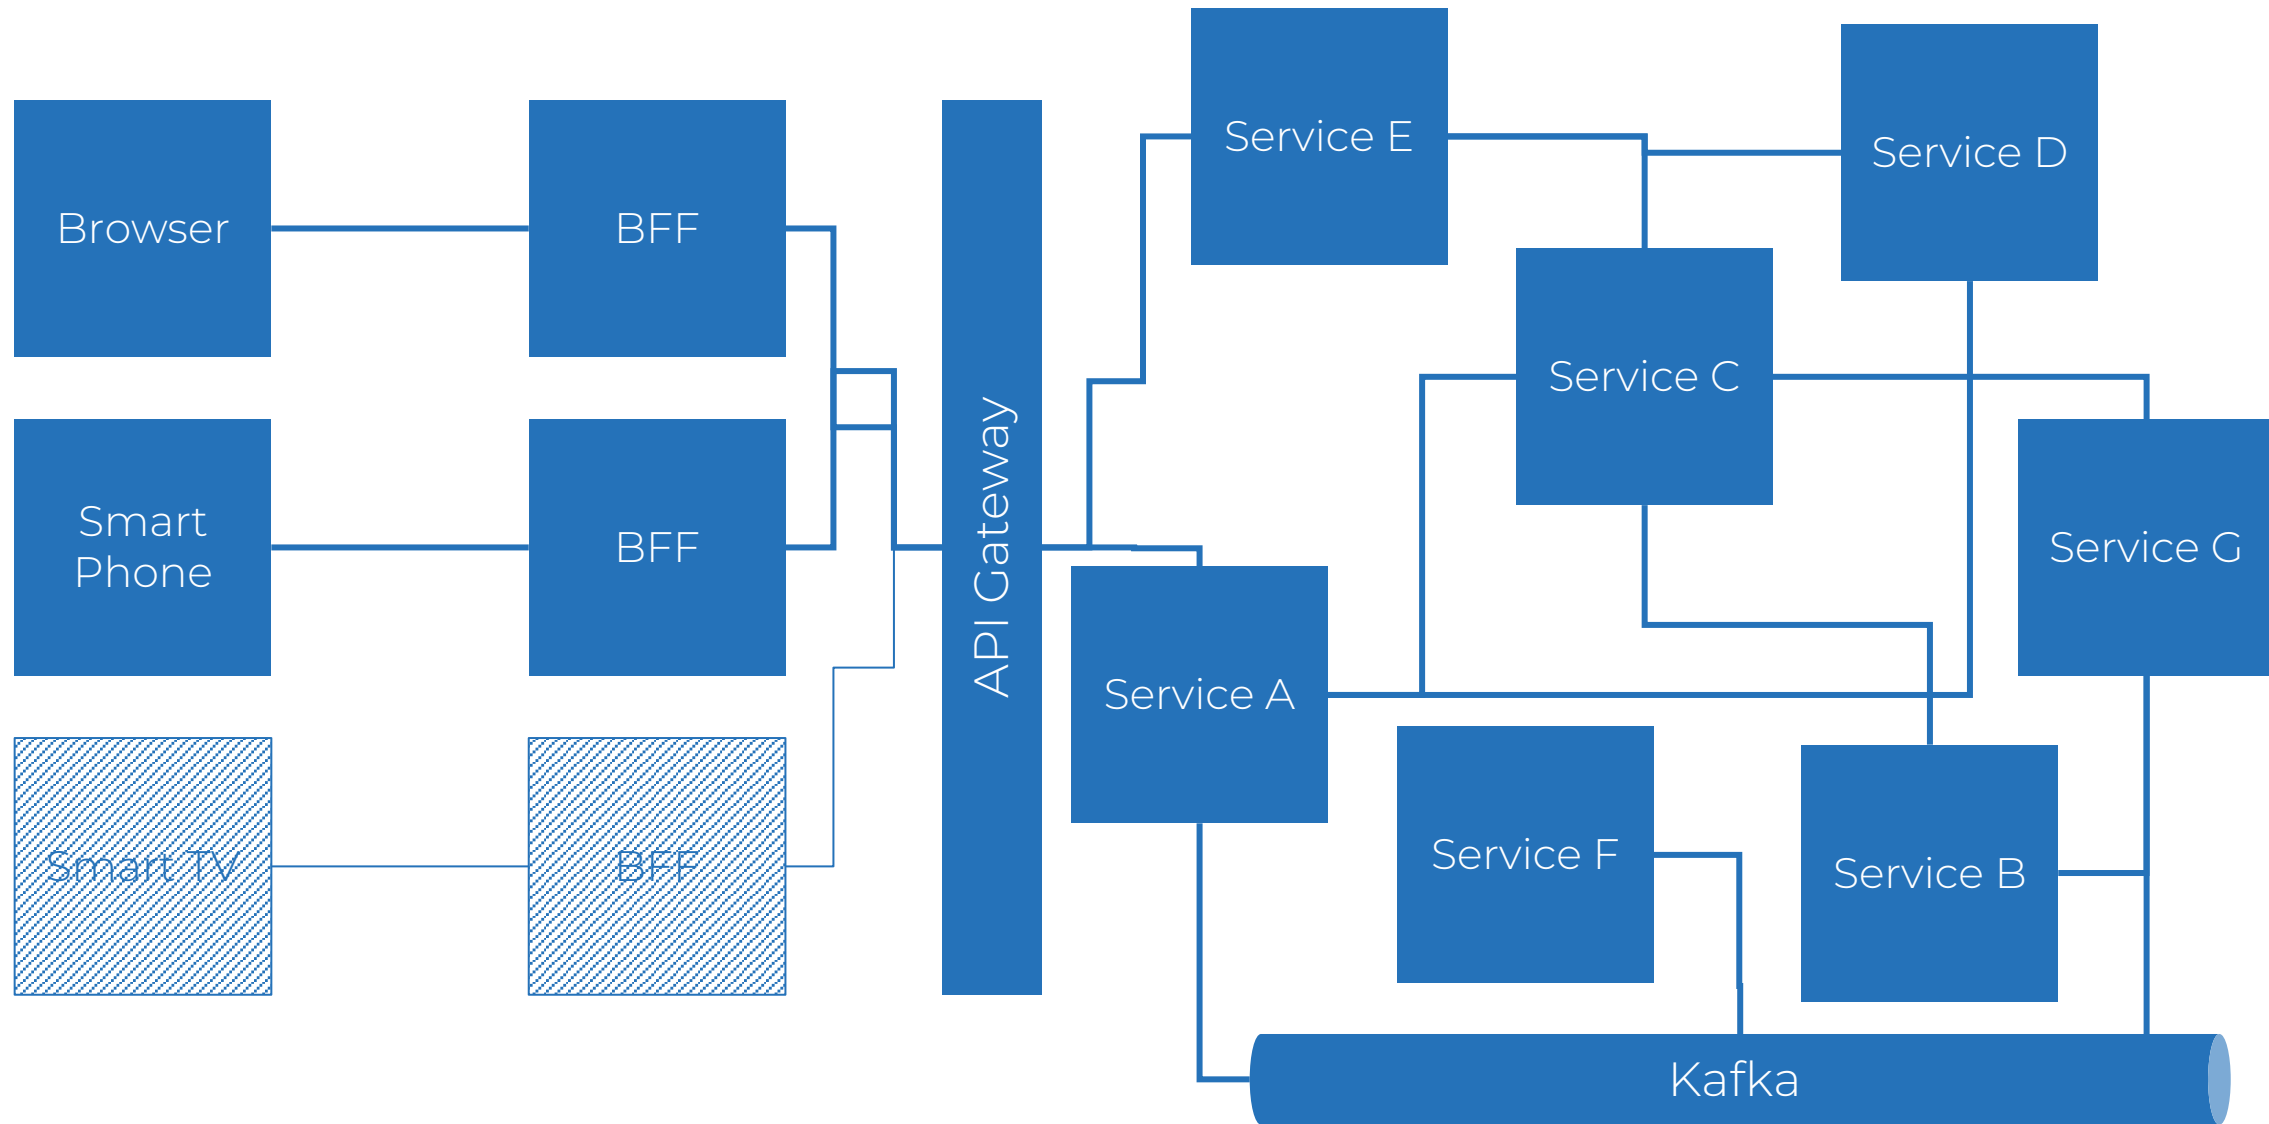 Browser
BFF
Smart
Phone
BFF
Smart TV
BFF
API Gateway
Service E
Service D
Service C
Service G
Service A
Service F
Service B
Kafka